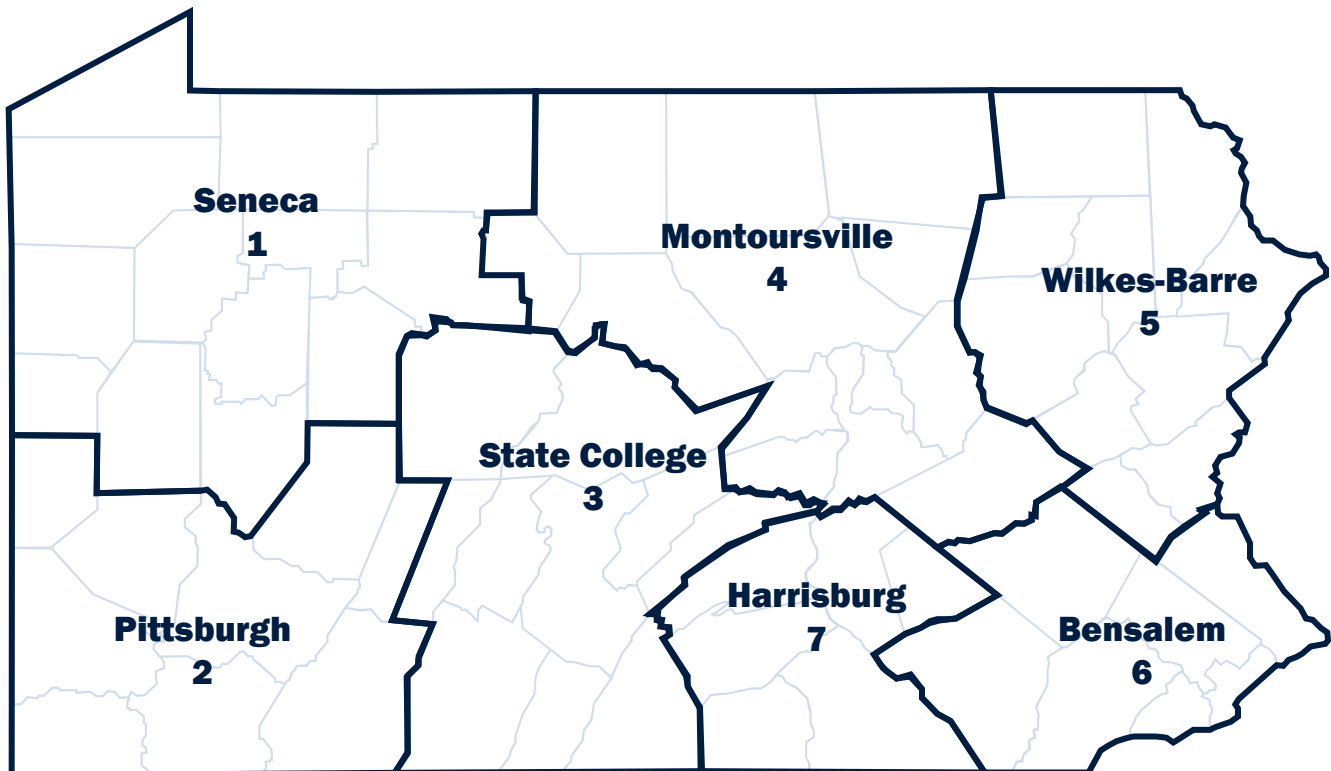 Seneca
1
Montoursville
4
Wilkes-Barre
5
State College
3
Harrisburg
7
Pittsburgh
2
Bensalem
6